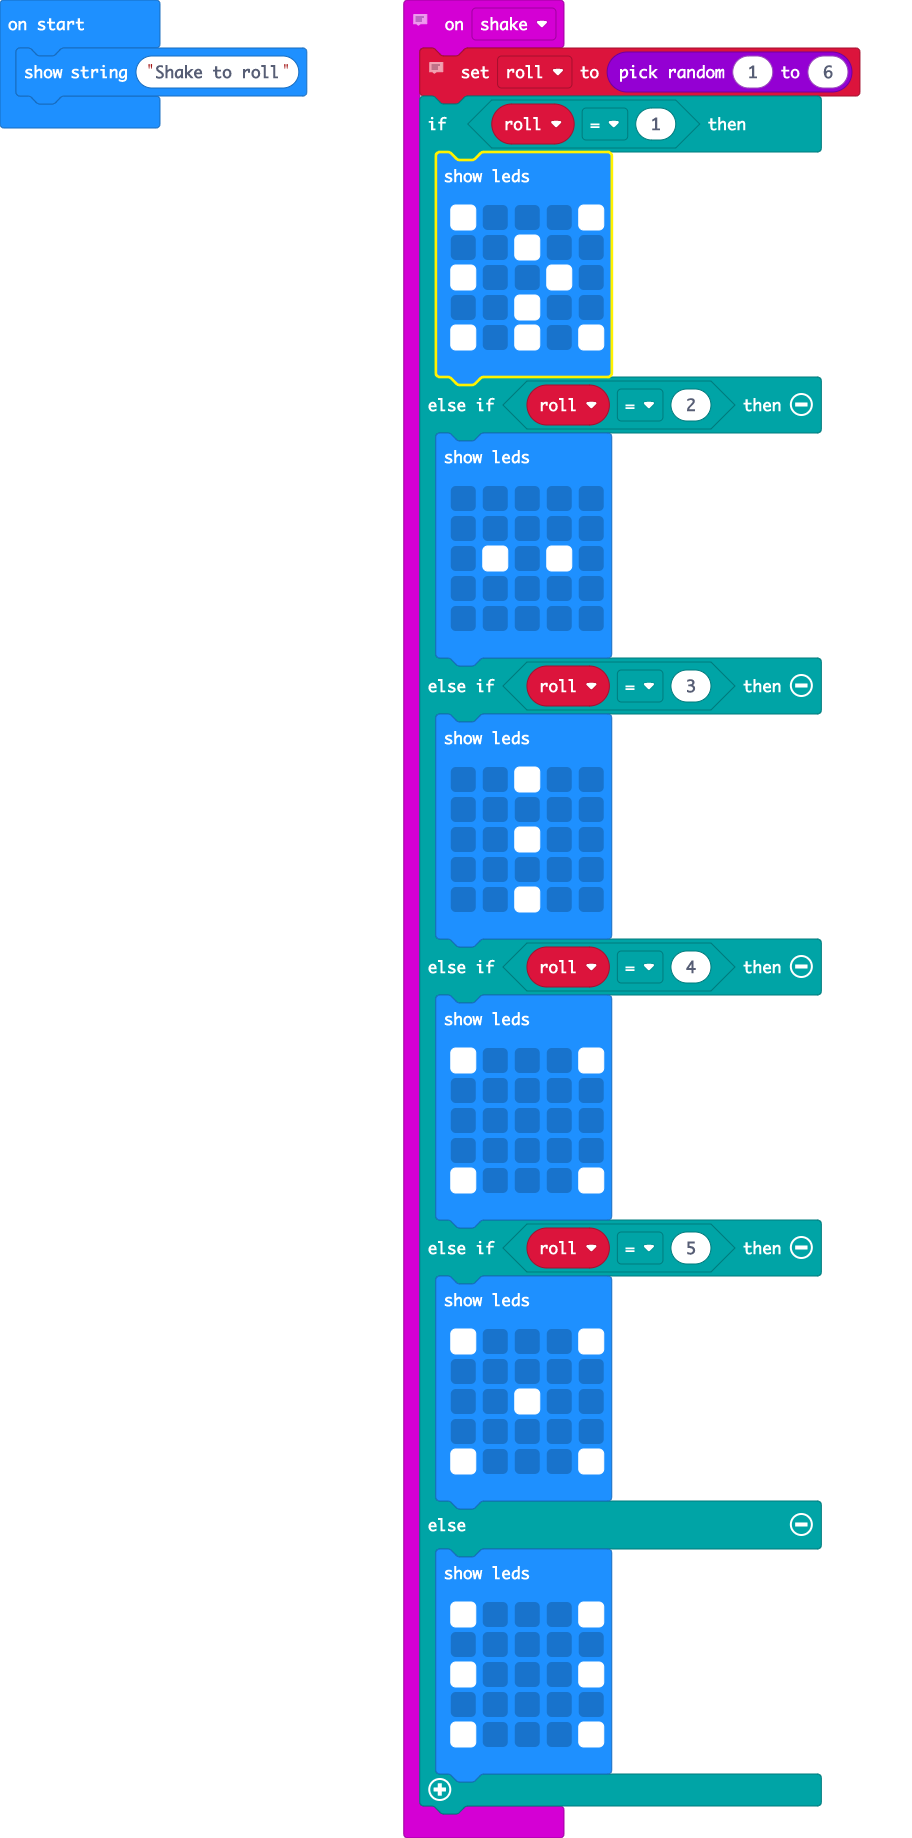 on start
show string "Shake to roll"
on shake
set roll to pick random 1 to 6
if roll = 1 then
show leds
else if roll = 2 then
show leds
else if roll = 3 then
show leds
else if roll = 4 then
show leds
else if roll = 5 then
show leds
else
show leds